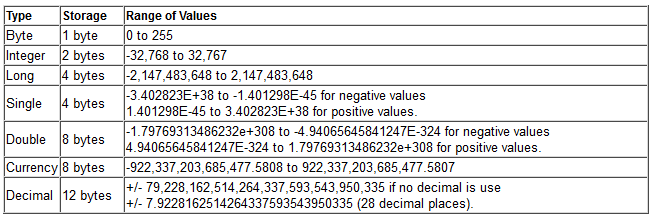 Type Storage Range of Values
Byte 1 byte 0 to 255
Integer 2 bytes -32,768 to 32,767
Long 4 bytes -2,147,483,648 to 2,147,483,648
Single 4 bytes -3.402823E+38 to -1.401298E-45 for negative values
1.401298E-45 to 3.402823E+38 for positive values.
Double 8 bytes -1.79769313486232e+308 to -4.94065645841247E-324 for negative values
4.94065645841247E-324 to 1.79769313486232e+308 for positive values.
Currency 8 bytes -922,337,203,685,477.5808 to 922,337,203,685,477.5807
Decimal 12 bytes +/- 79,228,162,514,264,337,593,543,950,335 if no decimal is use
+/- 7.9228162514264337593543950335 (28 decimal places).